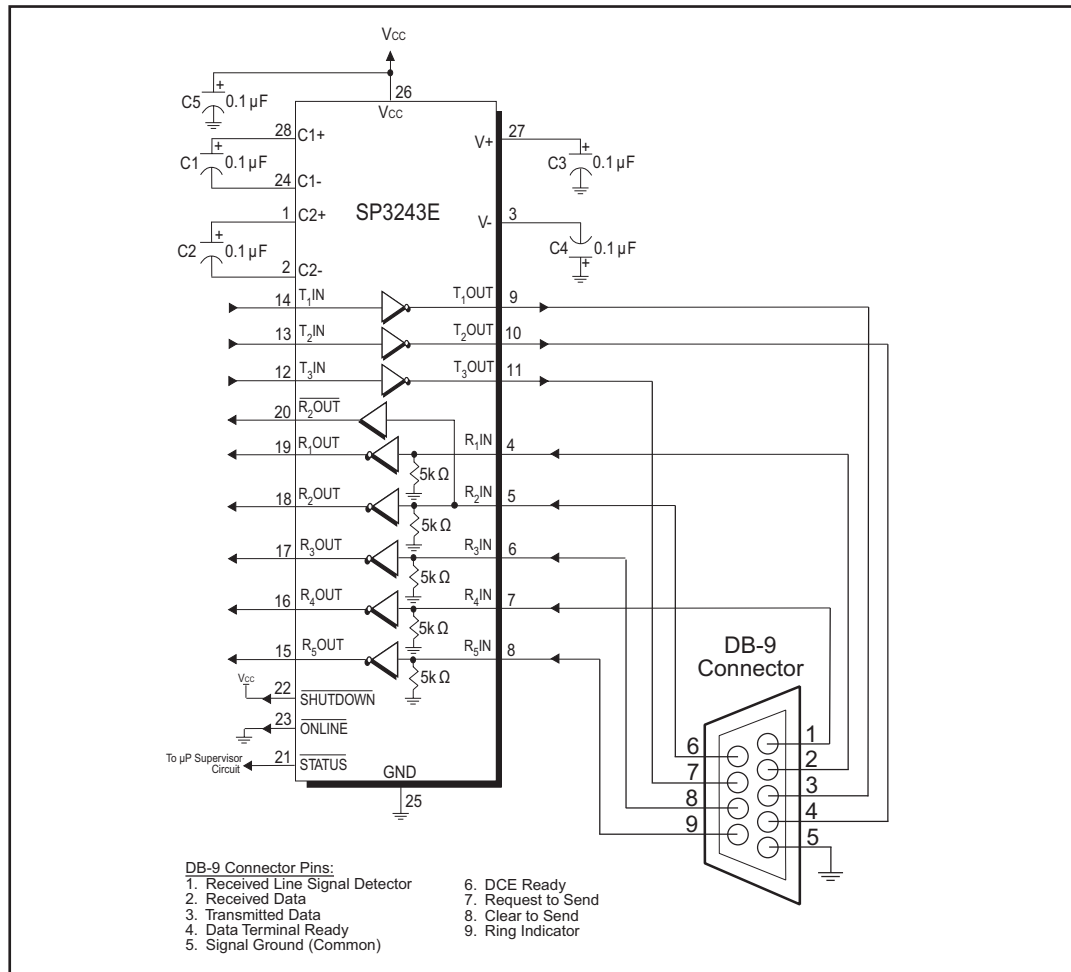 VCC
C5 + 0.1 µF
26
VCC
28 C1+
C1 + 0.1 µF
24 C1-
1 C2+
C2 + 0.1 µF
2 C2-
SP3243E
V+ 27
C3 + 0.1 µF
V- 3
C4 0.1 µF +
14 T1IN T1OUT 9
13 T2IN T2OUT 10
12 T3IN T3OUT 11
20 R2OUT
19 R1OUT R1IN 4
5k Ω
18 R2OUT R2IN 5
5k Ω
17 R3OUT R3IN 6
5k Ω
16 R4OUT R4IN 7
5k Ω
15 R5OUT R5IN 8
5k Ω
VCC
22 SHUTDOWN
23 ONLINE
To µP Supervisor
Circuit
21 STATUS
GND
25
DB-9
Connector
6
7
8
9
1
2
3
4
5
DB-9 Connector Pins:
1. Received Line Signal Detector
2. Received Data
3. Transmitted Data
4. Data Terminal Ready
5. Signal Ground (Common)
6. DCE Ready
7. Request to Send
8. Clear to Send
9. Ring Indicator